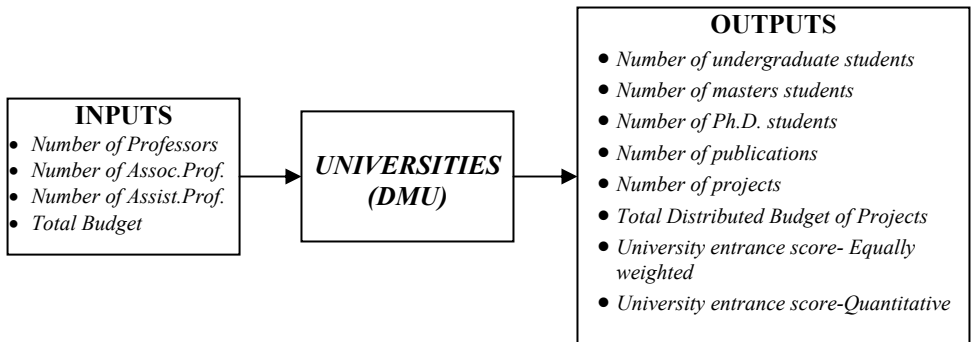 INPUTS
• Number of Professors
• Number of Assoc.Prof.
• Number of Assist.Prof.
• Total Budget
UNIVERSITIES
(DMU)
OUTPUTS
• Number of undergraduate students
• Number of masters students
• Number of Ph.D. students
• Number of publications
• Number of projects
• Total Distributed Budget of Projects
• University entrance score- Equally
weighted
• University entrance score-Quantitative